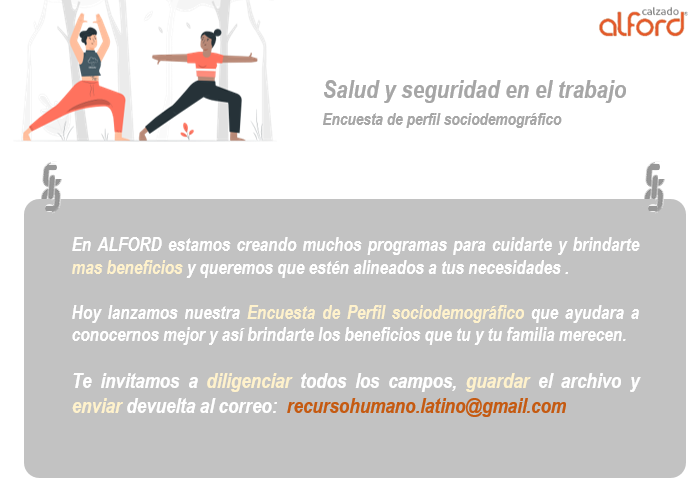 calzado
alford
Salud y seguridad en el trabajo
Encuesta de perfil sociodemográfico
En ALFORD estamos creando muchos programas para cuidarte y brindarte
mas beneficios y queremos que estén alineados a tus necesidades .
Hoy lanzamos nuestra Encuesta de Perfil sociodemográfico que ayudara a
conocernos mejor y así brindarte los beneficios que tu y tu familia merecen.
Te invitamos a diligenciar todos los campos, guardar el archivo y
enviar devuelta al correo: recursohumano.latino@gmail.com